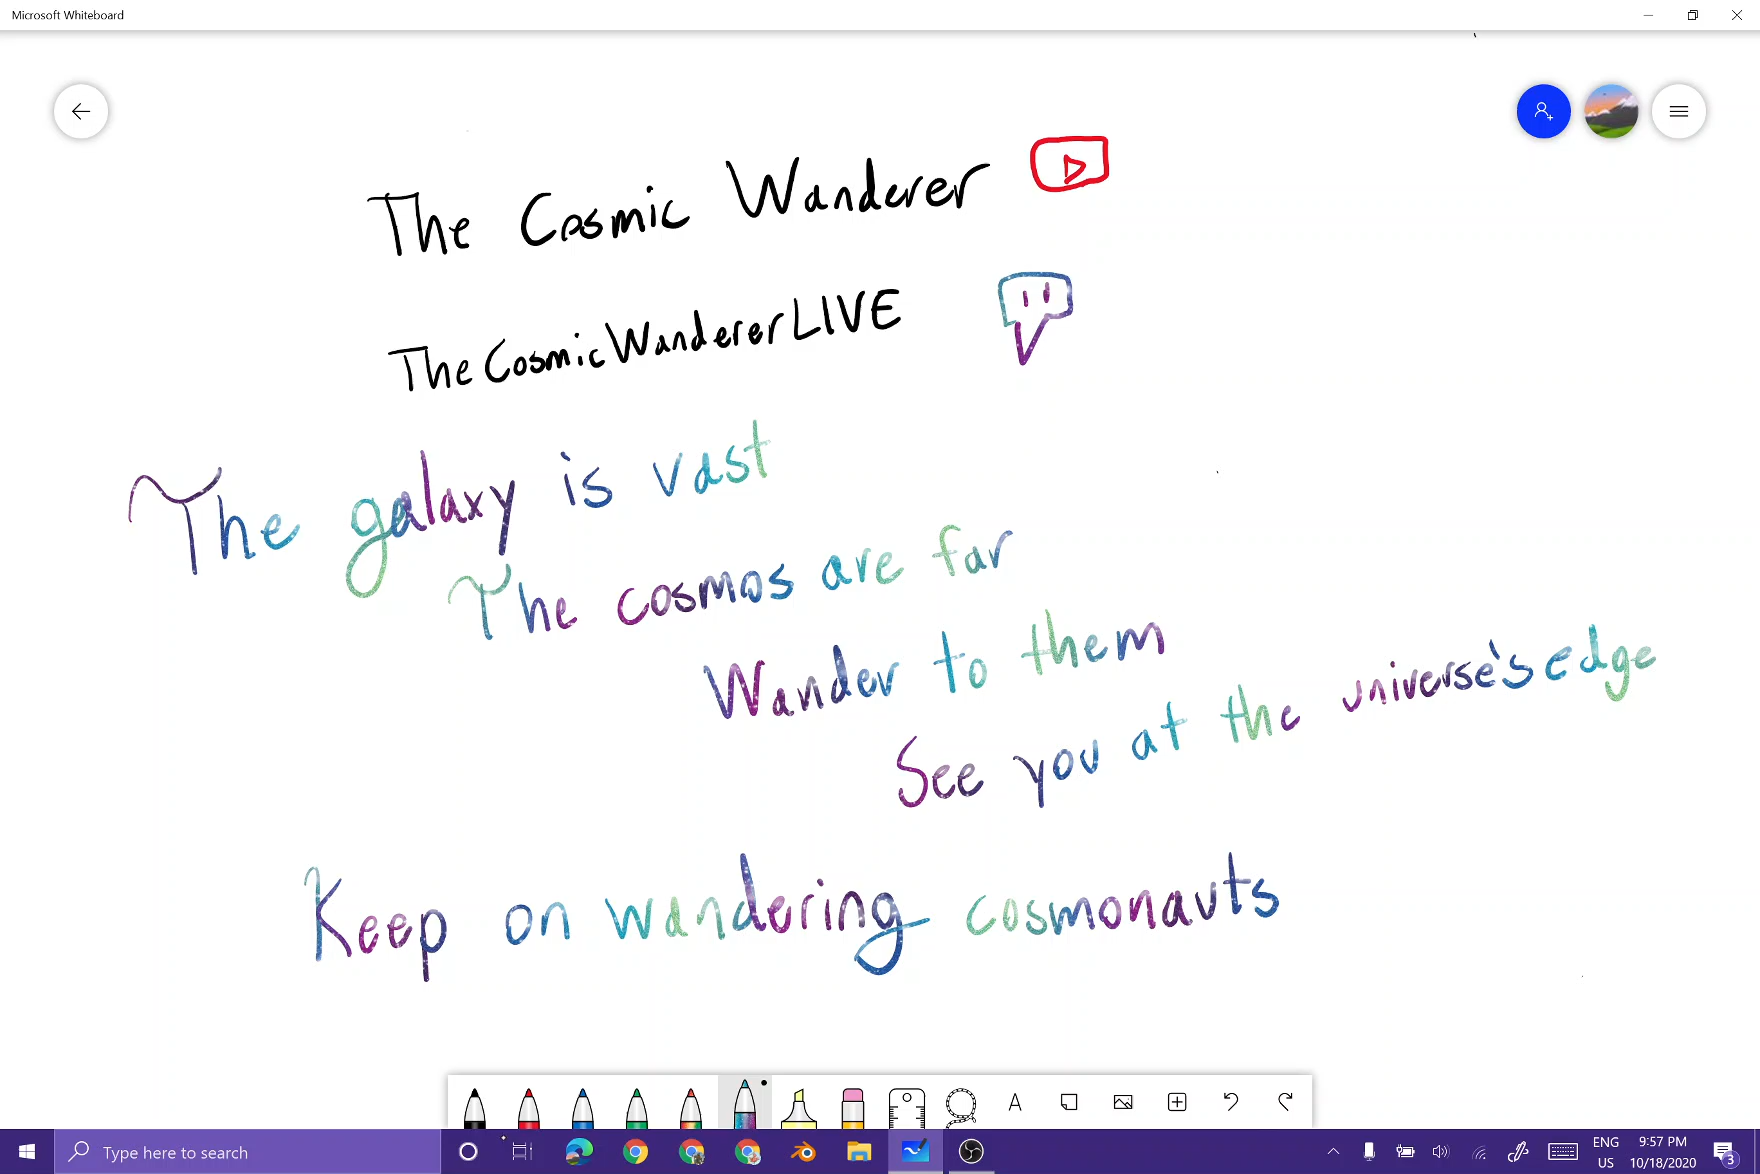 Microsoft Whiteboard
The Cosmic Wanderer
TheCosmicWandererLIVE
The galaxy is vast
The cosmos are far
Wander to them
See you at the universe's edge
Keep on wandering cosmonauts
A
Type here to search
ENG
US
9:57 PM
10/18/2020
3